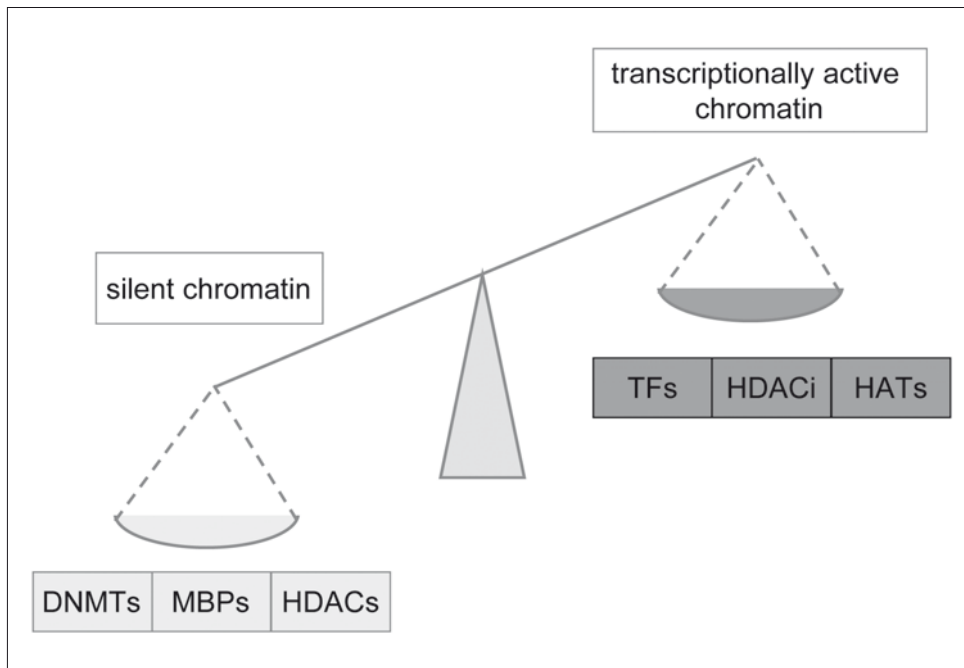 transcriptionally active
chromatin
silent chromatin
TFs HDACi HATs
DNMTs MBPs HDACs